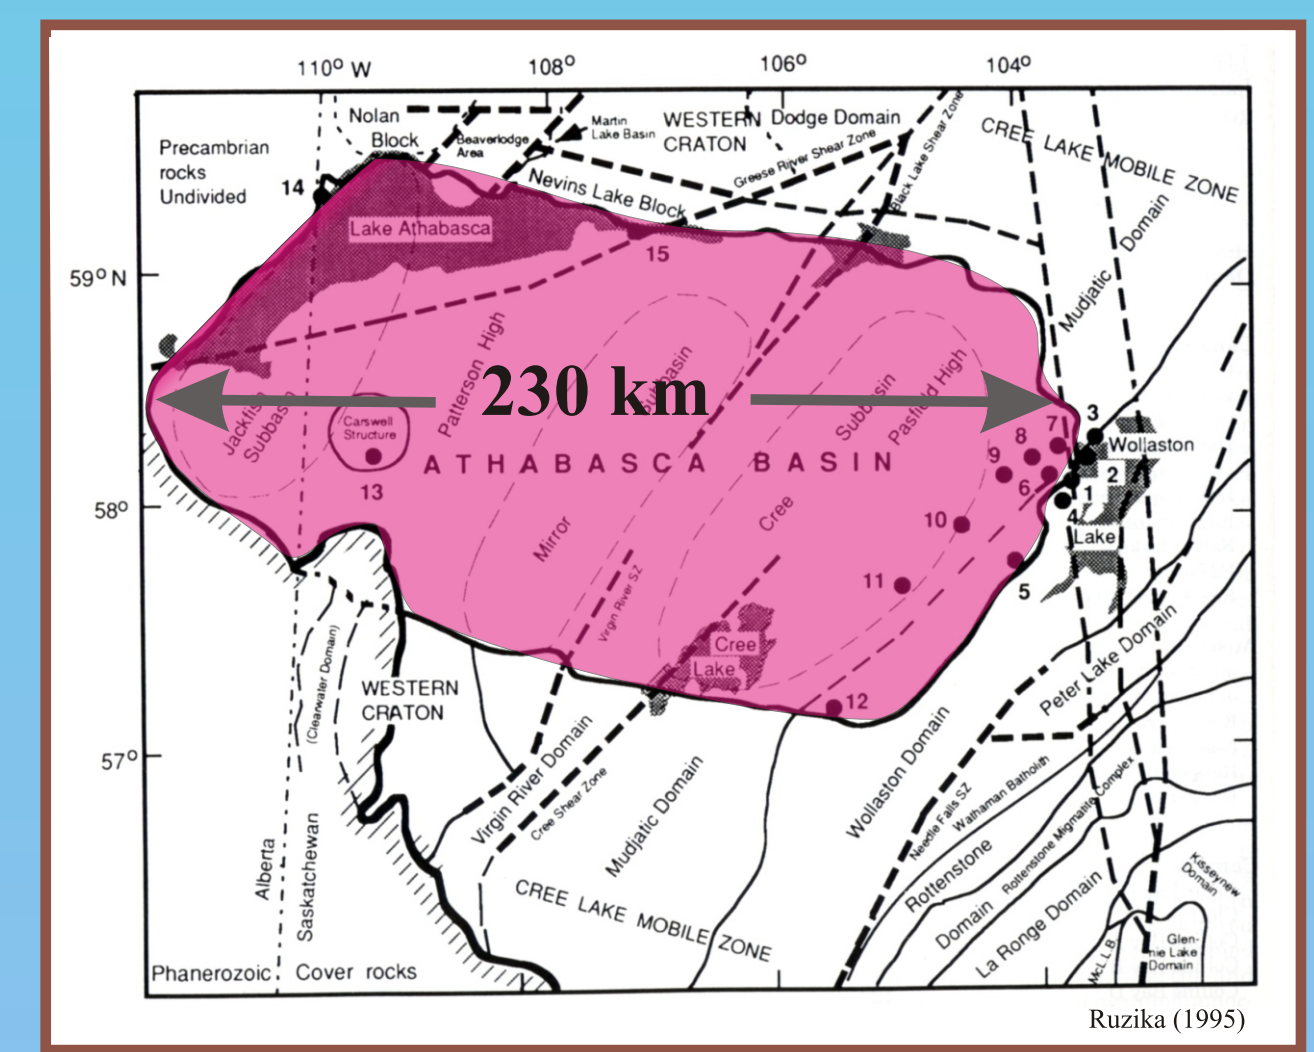 110° W
108°
106°
104°
Nolan
Block
Beaverlodge
Area
Martin
Lake Basin
WESTERN
CRATON
Dodge Domain
CREE LAKE MOBILE ZONE
Precambrian
rocks
Undivided
14
Nevins Lake Block
Greese River Shear Zone
Black Lake Shear Zone
Mudjatic Domain
Lake Athabasca
15
59° N
Patterson High
230 km
Subbasin
Subbasin
Pasfield High
Jackfish
Subbasin
Carswell
Structure
13
ATHABASCA BASIN
3
7
8
9
Wollaston
2
6
1
4
Lake
5
58°
10
11
Mirror
Cree
Virgin River SZ
Cree
Lake
12
(Clearwater Domain)
WESTERN
CRATON
57°
Virgin River Domain
Cree Shear Zone
Mudjatic Domain
Wollaston Domain
Peter Lake Domain
Needle Falls SZ
Wathaman Batholith
Rottenstone
Domain
Rottenstone Migmatite Complex
La Ronge Domain
Kisseynew
Domain
Glen-
nie Lake
Domain
McL L.B.
Alberta
Saskatchewan
CREE LAKE MOBILE ZONE
Phanerozoic Cover rocks
Ruzika (1995)